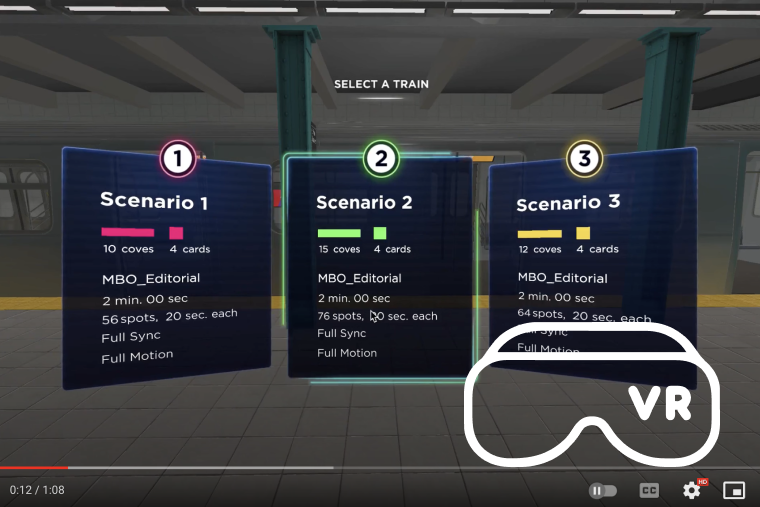 SELECT A TRAIN
1
Scenario 1
10 coves 4 cards
MBO_Editorial
2 min. 00 sec
56 spots, 20 sec. each
Full Sync
Full Motion
2
Scenario 2
15 coves 4 cards
MBO_Editorial
2 min. 00 sec
76 spots, 20 sec. each
Full Sync
Full Motion
3
Scenario 3
12 coves 4 cards
MBO_Editorial
2 min. 00 sec
64 spots, 20 sec. each
Full Sync
Full Motion
VR
0:12 / 1:08
CC
HD